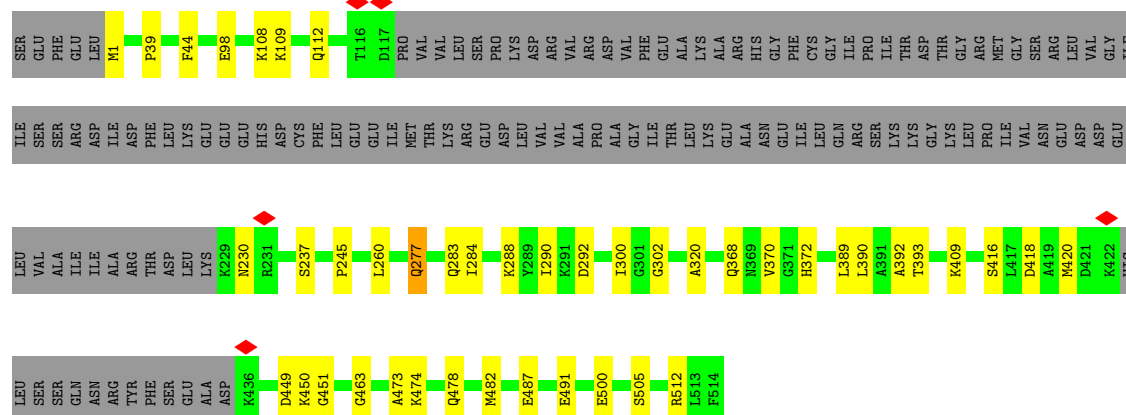 SER GLU PHE GLU LEU M1 P39 F44 E98 K108 K109 Q112 T116 D117 PRO VAL VAL LEU SER PRO LYS ASP ARG VAL ARG ASP VAL PHE GLU ALA LYS ALA ARG HIS GLY PHE CYS GLY ILE PRO ILE THR ASP THR GLY ARG MET GLY SER ARG LEU VAL GLY
ILE SER SER ARG ASP ILE ASP PHE LEU LYS GLU GLU GLU HIS ASP CYS PHE LEU GLU GLU ILE MET THR LYS ARG GLU ASP LEU VAL VAL ALA PRO ALA GLY ILE THR LEU LYS GLU ALA ASN GLU ILE LEU GLN ARG SER LYS LYS GLY LYS LEU PRO ILE VAL ASN GLU ASP ASP GLU
LEU VAL ALA ILE ILE ALA ARG THR ASP LEU LYS K229 N230 R231 S237 P245 L260 Q277 Q283 I284 K288 Y289 I290 K291 D292 I300 G301 G302 A320 Q368 N369 V370 G371 H372 L389 L390 A391 A392 T393 K409 S416 L417 D418 A419 M420 D421 K422
LEU SER SER GLN ASN ARG TYR PHE SER GLU ALA ASP K436 D449 K450 G451 G463 A473 K474 Q478 M482 E487 E491 E500 S505 R512 L513 F514